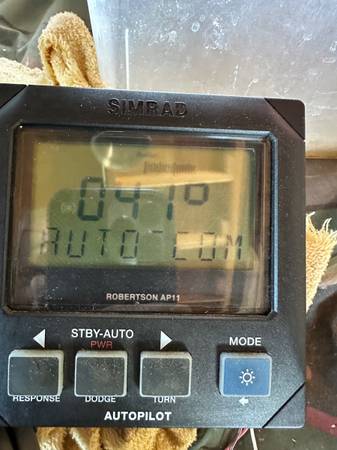 SIMRAD
041°
AUTO-COM
ROBERTSON AP11
STBY-AUTO
PWR
MODE
RESPONSE
DODGE
TURN
AUTOPILOT